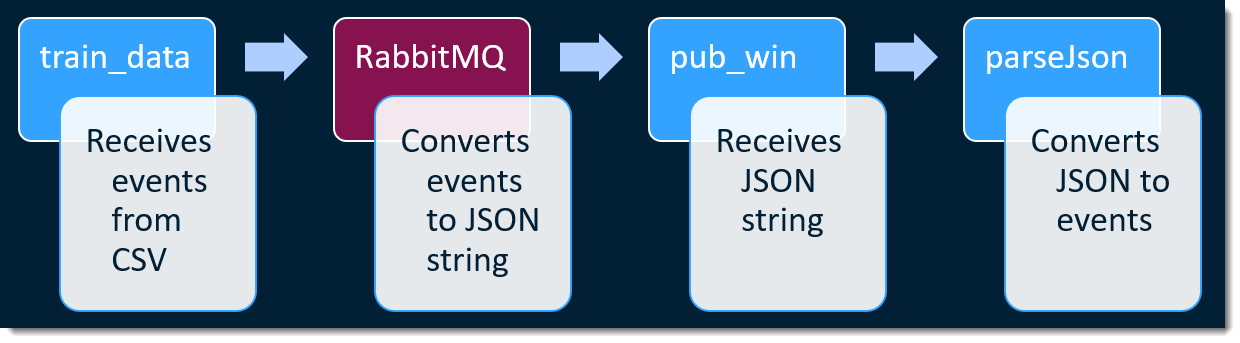 train_data
Receives
events
from
CSV
RabbitMQ
Converts
events
to JSON
string
pub_win
Receives
JSON
string
parseJson
Converts
JSON to
events